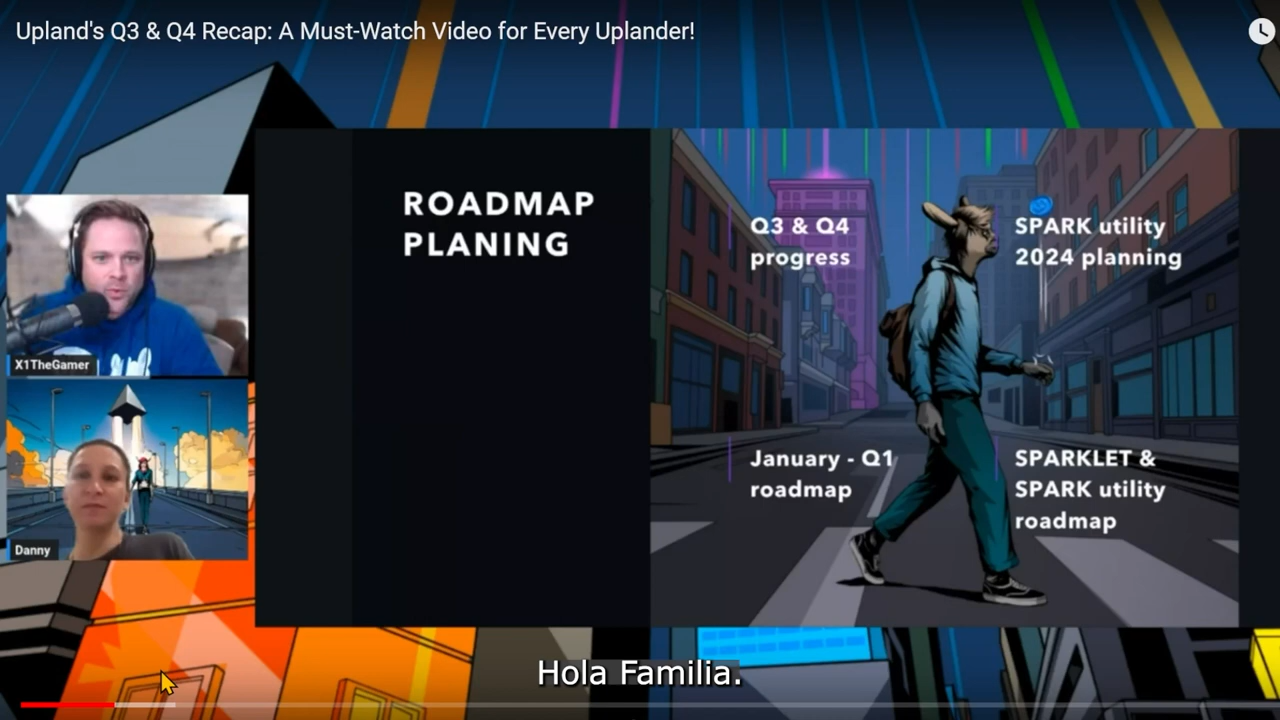 Upland's Q3 & Q4 Recap: A Must-Watch Video for Every Uplander!
ROADMAP
PLANING
Q3 & Q4
progress
SPARK utility
2024 planning
January - Q1
roadmap
SPARKLET &
SPARK utility
roadmap
X1TheGamer
Danny
Hola Familia.